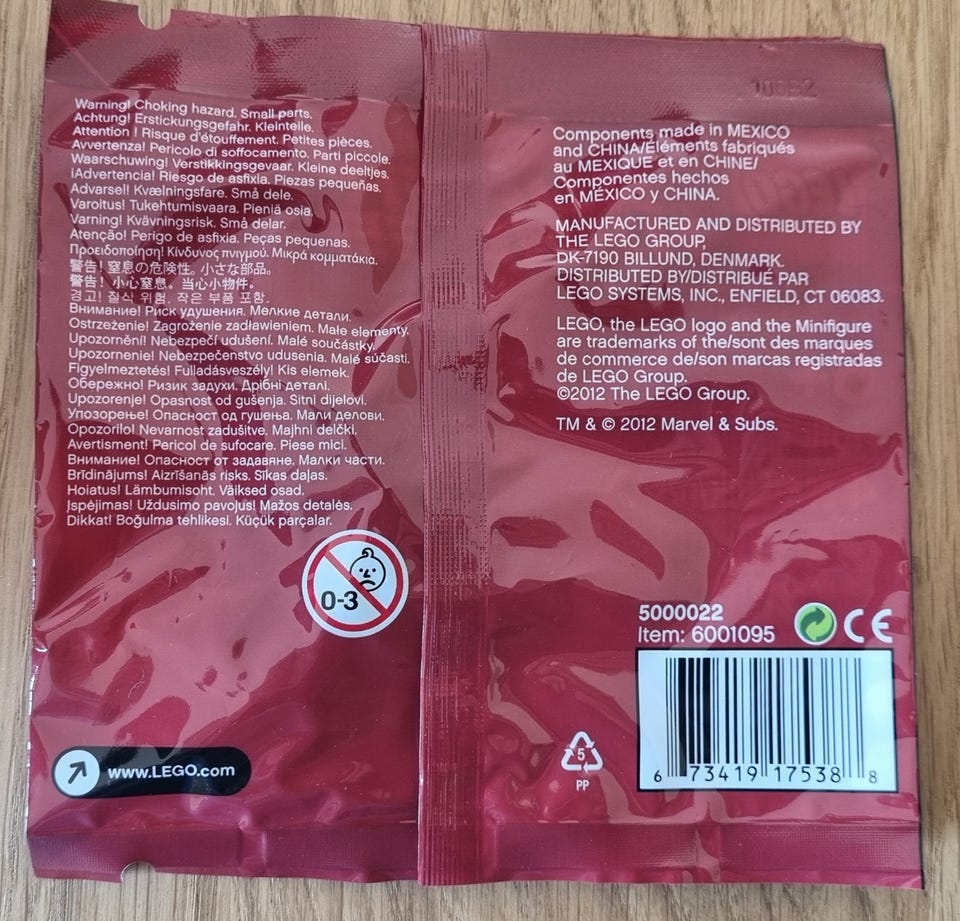 Warning! Choking hazard. Small parts.
Achtung! Erstickungsgefahr. Kleinteile.
Attention ! Risque d'étouffement. Petites pièces.
Avvertenza! Pericolo di soffocamento. Parti piccole.
Waarschuwing! Verstikkingsgevaar. Kleine deeltjes.
¡Advertencia! Riesgo de asfixia. Piezas pequeñas.
Advarsel! Kvælningsfare. Små dele.
Varoitus! Tukehtumisvaara. Pieniä osia.
Varning! Kvävningsrisk. Små delar.
Atenção! Perigo de asfixia. Peças pequenas.
Προειδοποίηση! Κίνδυνος πνιγμού. Μικρά κομματάκια.
警告! 窒息の危険性。小さな部品。
警告! 小心窒息。当心小物件。
경고! 질식 위험. 작은 부품 포함.
Внимание! Риск удушения. Мелкие детали.
Ostrzeżenie! Zagrożenie zadławieniem. Małe elementy.
Upozornění! Nebezpečí udušení. Malé součástky.
Upozornenie! Nebezpečenstvo udusenia. Malé súčasti.
Figyelmeztetés! Fulladásveszély! Kis elemek.
Обережно! Ризик задухи. Дрібні деталі.
Upozorenje! Opasnost od gušenja. Sitni dijelovi.
Упозорење! Опасност од гушења. Мали делови.
Opozorilo! Nevarnost zadušitve. Majhni delčki.
Avertisment! Pericol de sufocare. Piese mici.
Внимание! Опасност от задавяне. Малки части.
Brīdinājums! Aizrīšanās risks. Sīkas daļas.
Hoiatus! Lämbumisoht. Väiksed osad.
Įspėjimas! Uždusimo pavojus! Mažos detalės.
Dikkat! Boğulma tehlikesi. Küçük parçalar.
0-3
www.LEGO.com
Components made in MEXICO
and CHINA/Éléments fabriqués
au MEXIQUE et en CHINE/
Componentes hechos
en MÉXICO y CHINA.
MANUFACTURED AND DISTRIBUTED BY
THE LEGO GROUP,
DK-7190 BILLUND, DENMARK.
DISTRIBUTED BY/DISTRIBUÉ PAR
LEGO SYSTEMS, INC., ENFIELD, CT 06083.
LEGO, the LEGO logo and the Minifigure
are trademarks of the/sont des marques
de commerce de/son marcas registradas
de LEGO Group.
©2012 The LEGO Group.
TM & © 2012 Marvel & Subs.
5000022
Item: 6001095
CE
5
PP
6 73419 17538 8